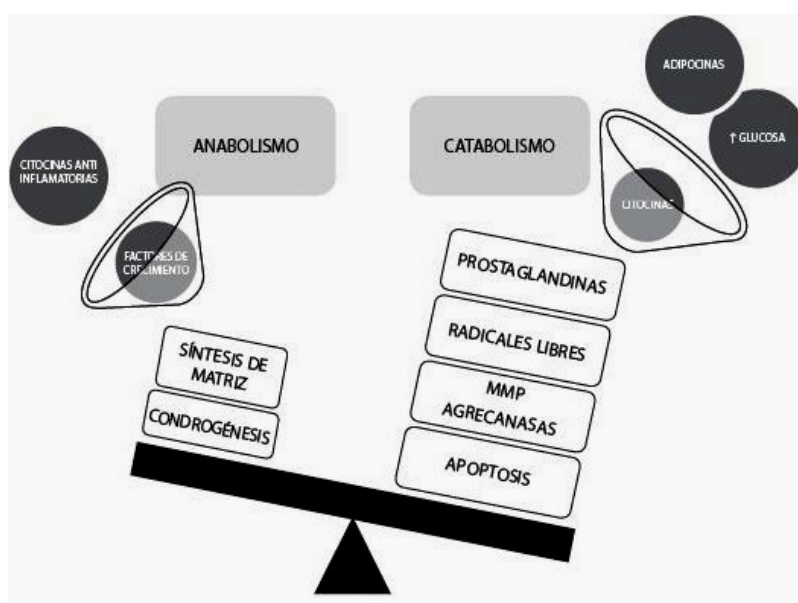 ADIPOCINAS
↑ GLUCOSA
ANABOLISMO
CATABOLISMO
CITOCINAS ANTI
INFLAMATORIAS
CITOCINAS
FACTORES DE
CRECIMIENTO
PROSTAGLANDINAS
RADICALES LIBRES
MMP
AGRECANASAS
APOPTOSIS
SÍNTESIS DE
MATRIZ
CONDROGÉNESIS